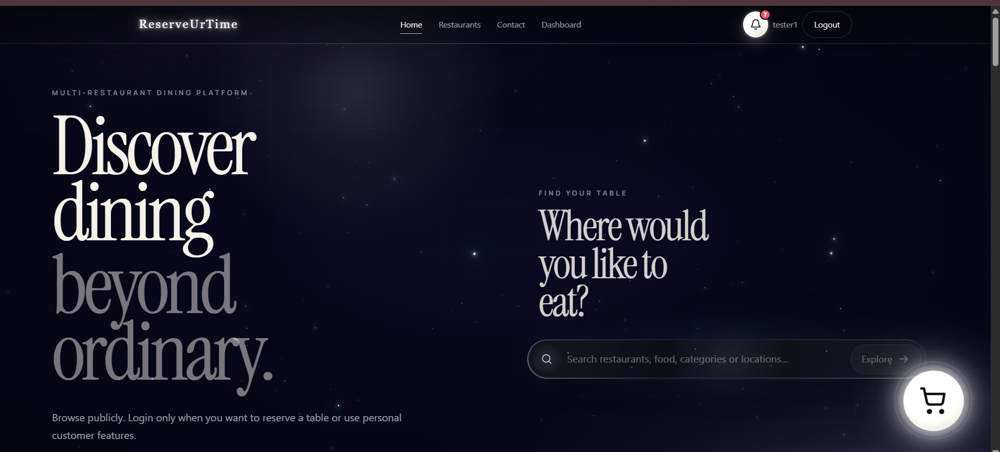 ReserveUrTime
Home Restaurants Contact Dashboard
7
tester1 Logout
MULTI-RESTAURANT DINING PLATFORM
Discover
dining
beyond
ordinary.
Browse publicly. Login only when you want to reserve a table or use personal
customer features.
FIND YOUR TABLE
Where would
you like to
eat?
Search restaurants, food, categories or locations...
Explore →